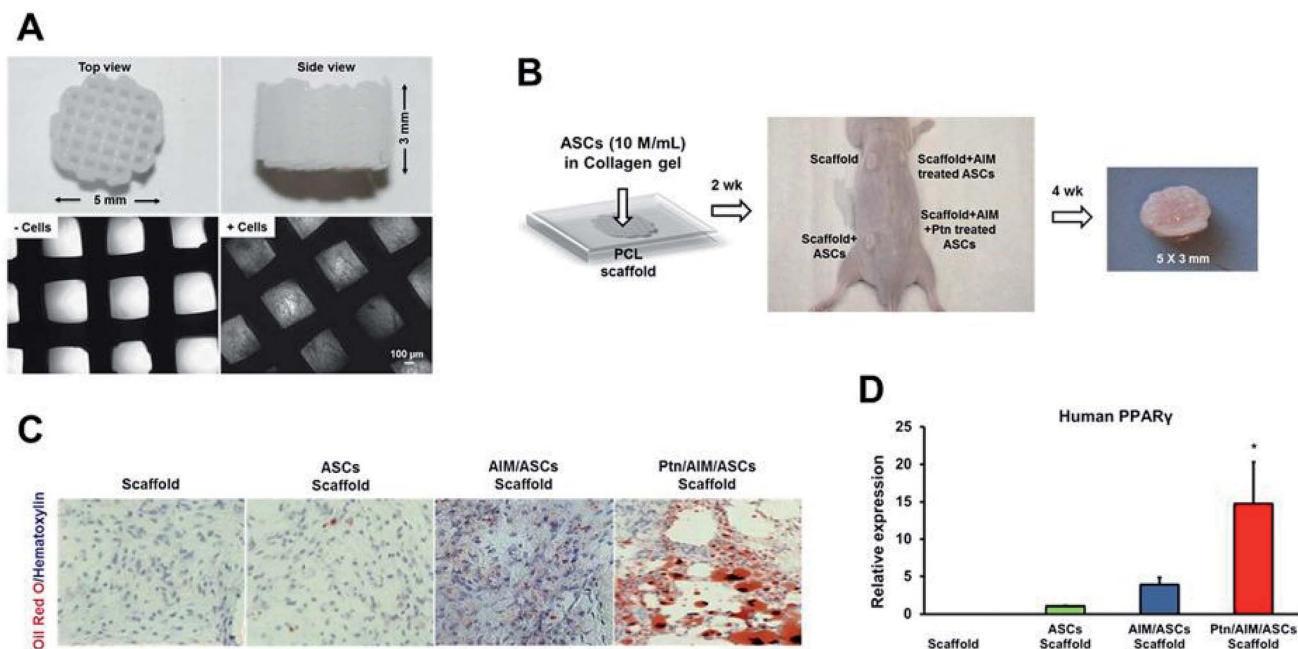 A
Top view
Side view
3 mm
5 mm
- Cells
+ Cells
100 µm
B
ASCs (10 M/mL)
in Collagen gel
PCL
scaffold
2 wk
Scaffold
Scaffold+AIM
treated ASCs
Scaffold+
ASCs
Scaffold+AIM
+Ptn treated
ASCs
4 wk
5 X 3 mm
C
Scaffold
ASCs
Scaffold
AIM/ASCs
Scaffold
Ptn/AIM/ASCs
Scaffold
Oil Red O/Hematoxylin
D
Human PPARγ
Relative expression
25
20
15
10
5
0
*
Scaffold
ASCs
Scaffold
AIM/ASCs
Scaffold
Ptn/AIM/ASCs
Scaffold